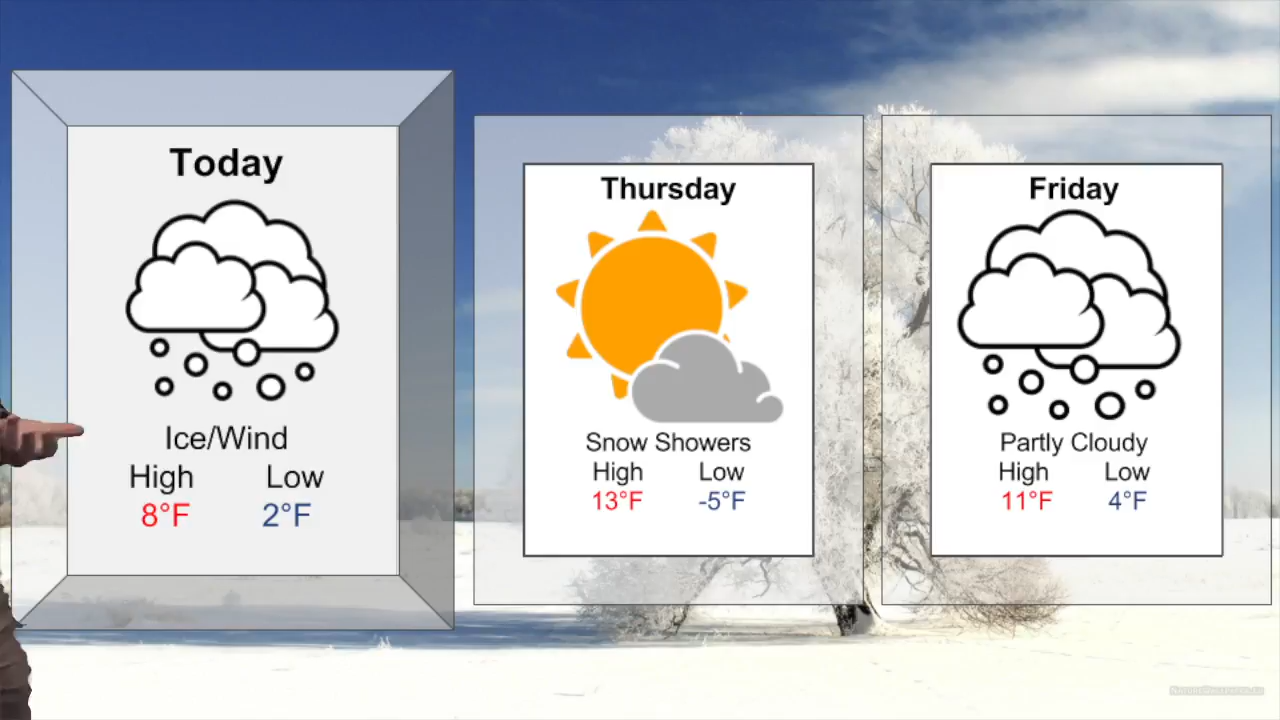 Today
Ice/Wind
High Low
8°F 2°F
Thursday
Snow Showers
High Low
13°F -5°F
Friday
Partly Cloudy
High Low
11°F 4°F